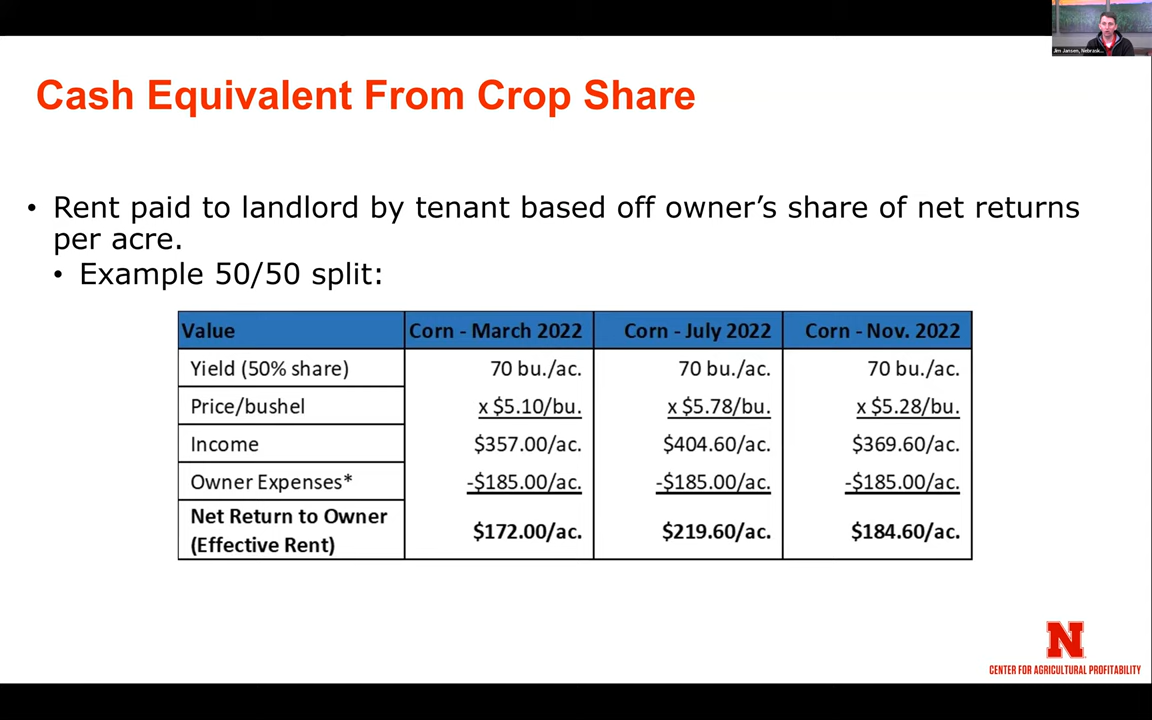 Jim Jansen, Nebrask...
Cash Equivalent From Crop Share
• Rent paid to landlord by tenant based off owner’s share of net returns
per acre.
• Example 50/50 split:
Value Corn - March 2022 Corn - July 2022 Corn - Nov. 2022
Yield (50% share) 70 bu./ac. 70 bu./ac. 70 bu./ac.
Price/bushel x $5.10/bu. x $5.78/bu. x $5.28/bu.
Income $357.00/ac. $404.60/ac. $369.60/ac.
Owner Expenses* -$185.00/ac. -$185.00/ac. -$185.00/ac.
Net Return to Owner
(Effective Rent) $172.00/ac. $219.60/ac. $184.60/ac.
N
CENTER FOR AGRICULTURAL PROFITABILITY